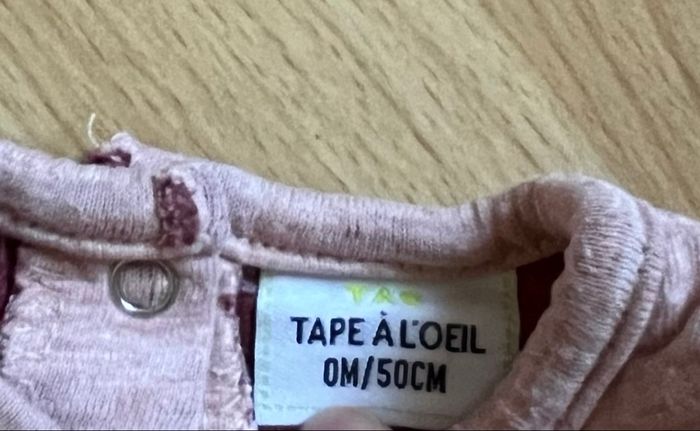 TAO
TAPE À L'OEIL
0M/50CM